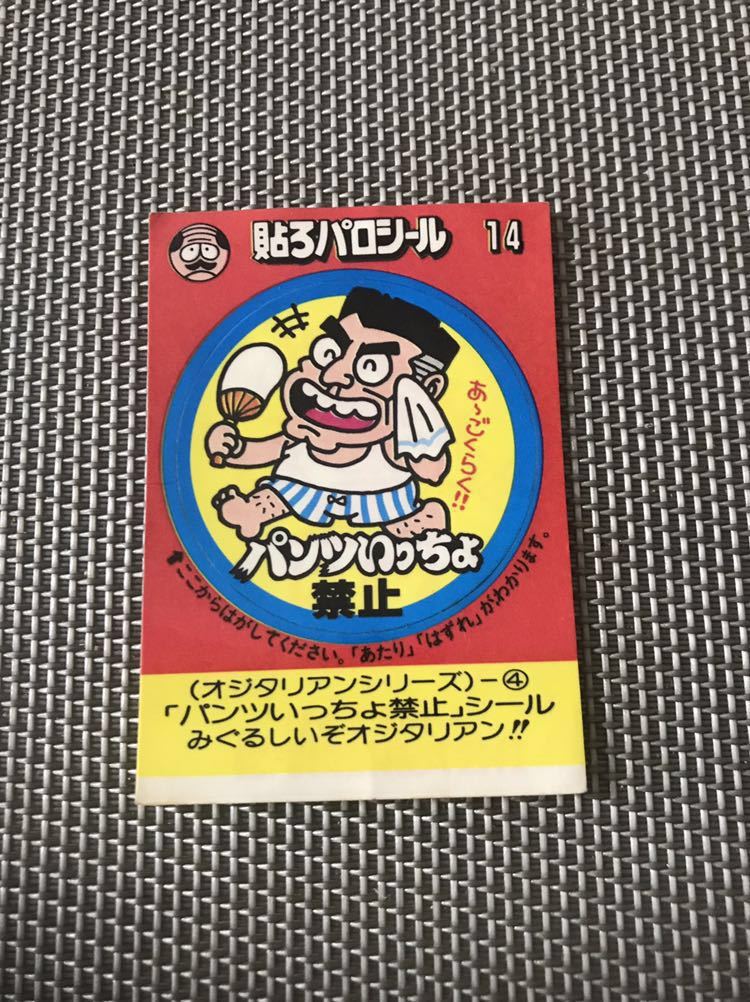 貼ろパロシール 14
あ〜ごくらく!!
パンツいっちょ
禁止
⬆ここからはがしてください。「あたり」「はずれ」がわかります。
(オジタリアンシリーズ)-④
「パンツいっちょ禁止」シール
みぐるしいぞオジタリアン!!